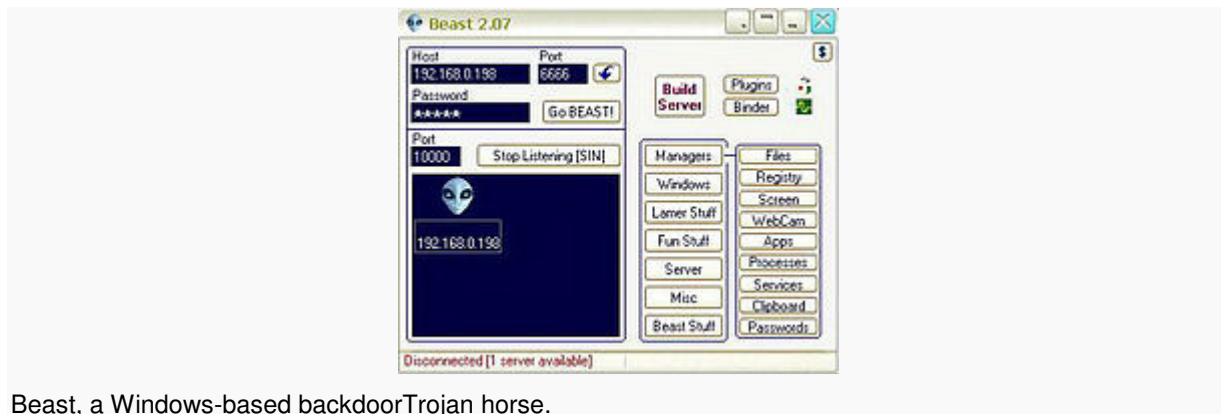 Beast 2.07
Host Port
192.168.0.198 6666
Password
***** Go BEAST!
Port
10000 Stop Listening [SIN]
192.168.0.198
$
Build Server
Plugins
Binder
Managers
Windows
Lamer Stuff
Fun Stuff
Server
Misc
Beast Stuff
Files
Registry
Screen
WebCam
Apps
Processes
Services
Clipboard
Passwords
Disconnected [1 server available]
Beast, a Windows-based backdoorTrojan horse.